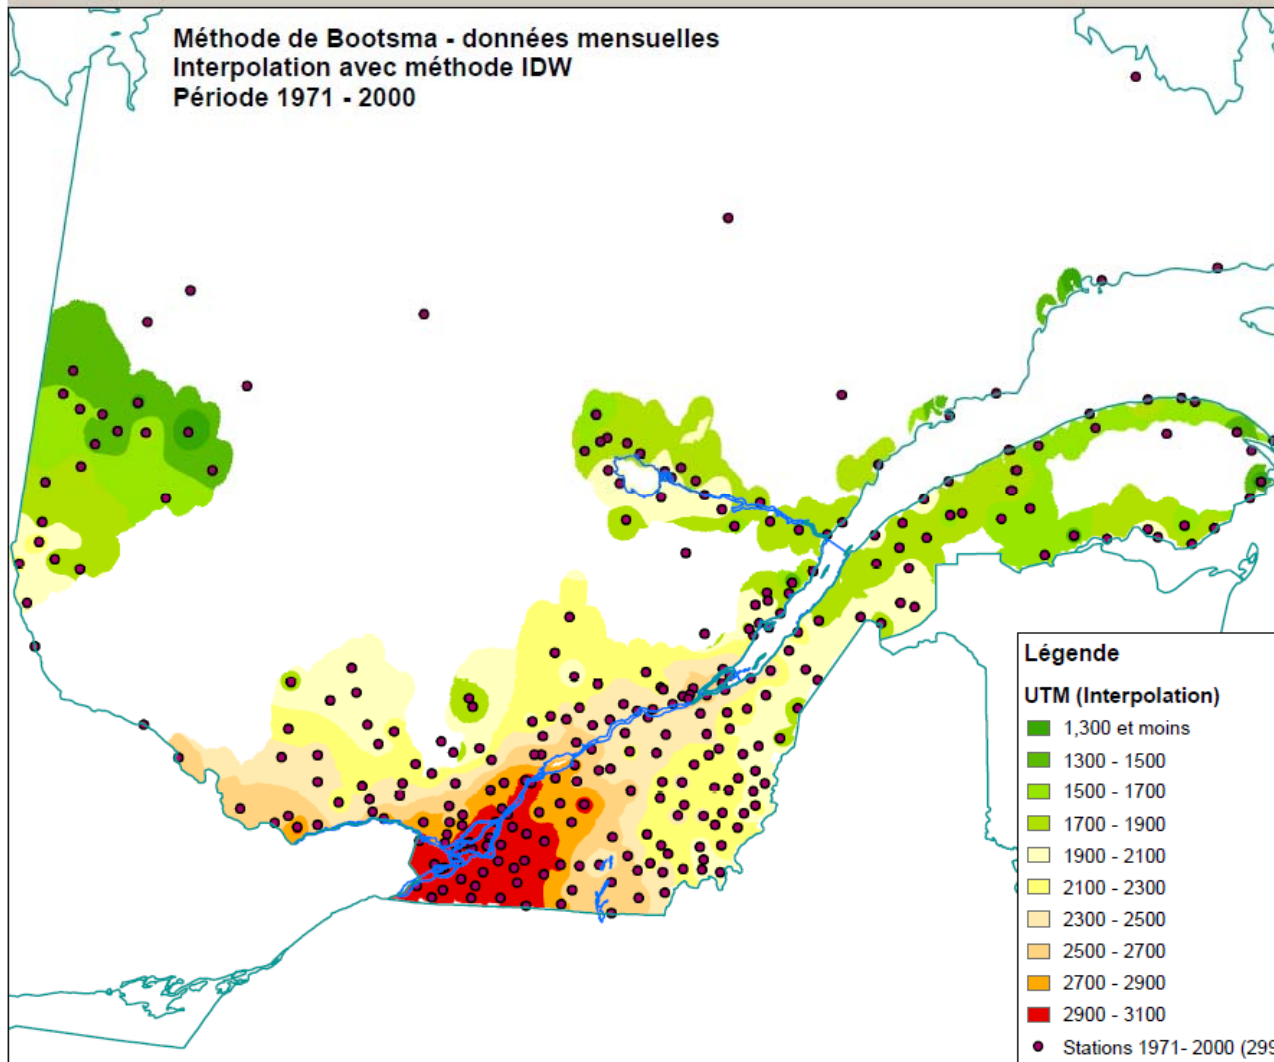 Méthode de Bootsma - données mensuelles
Interpolation avec méthode IDW
Période 1971 - 2000
Légende
UTM (Interpolation)
1,300 et moins
1300 - 1500
1500 - 1700
1700 - 1900
1900 - 2100
2100 - 2300
2300 - 2500
2500 - 2700
2700 - 2900
2900 - 3100
Stations 1971- 2000 (299